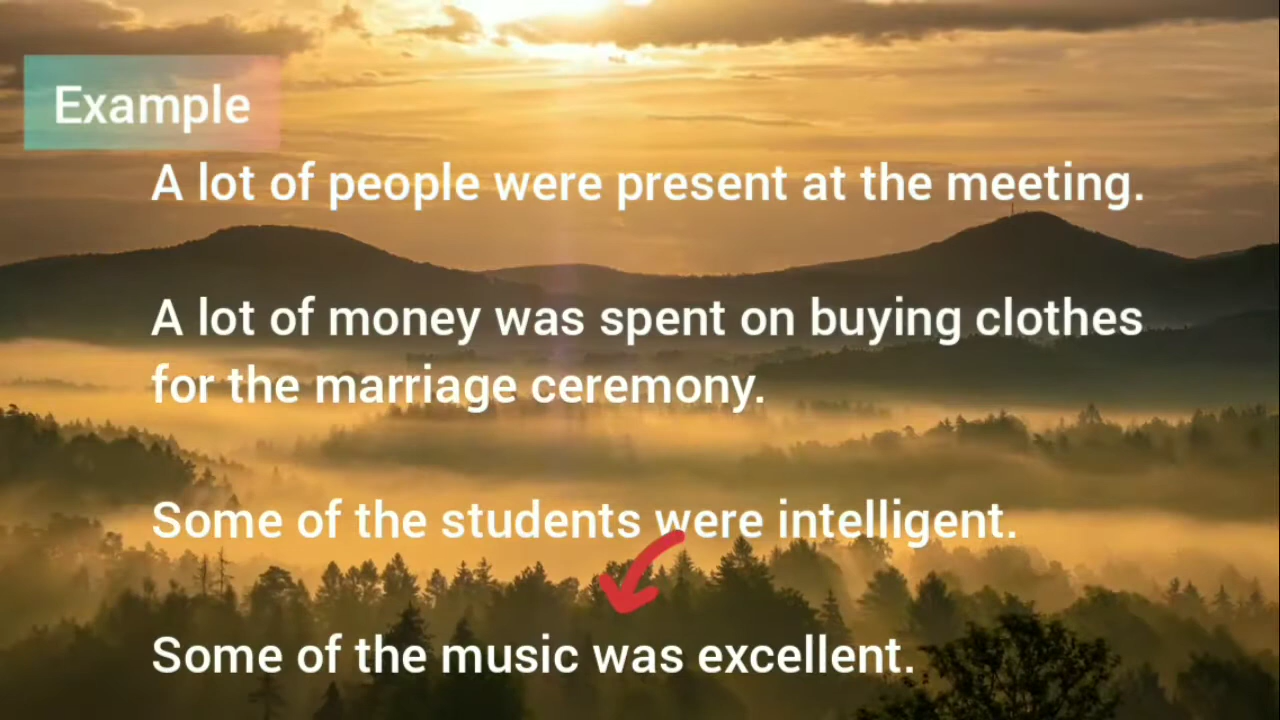 Example
A lot of people were present at the meeting.
A lot of money was spent on buying clothes
for the marriage ceremony.
Some of the students were intelligent.
Some of the music was excellent.